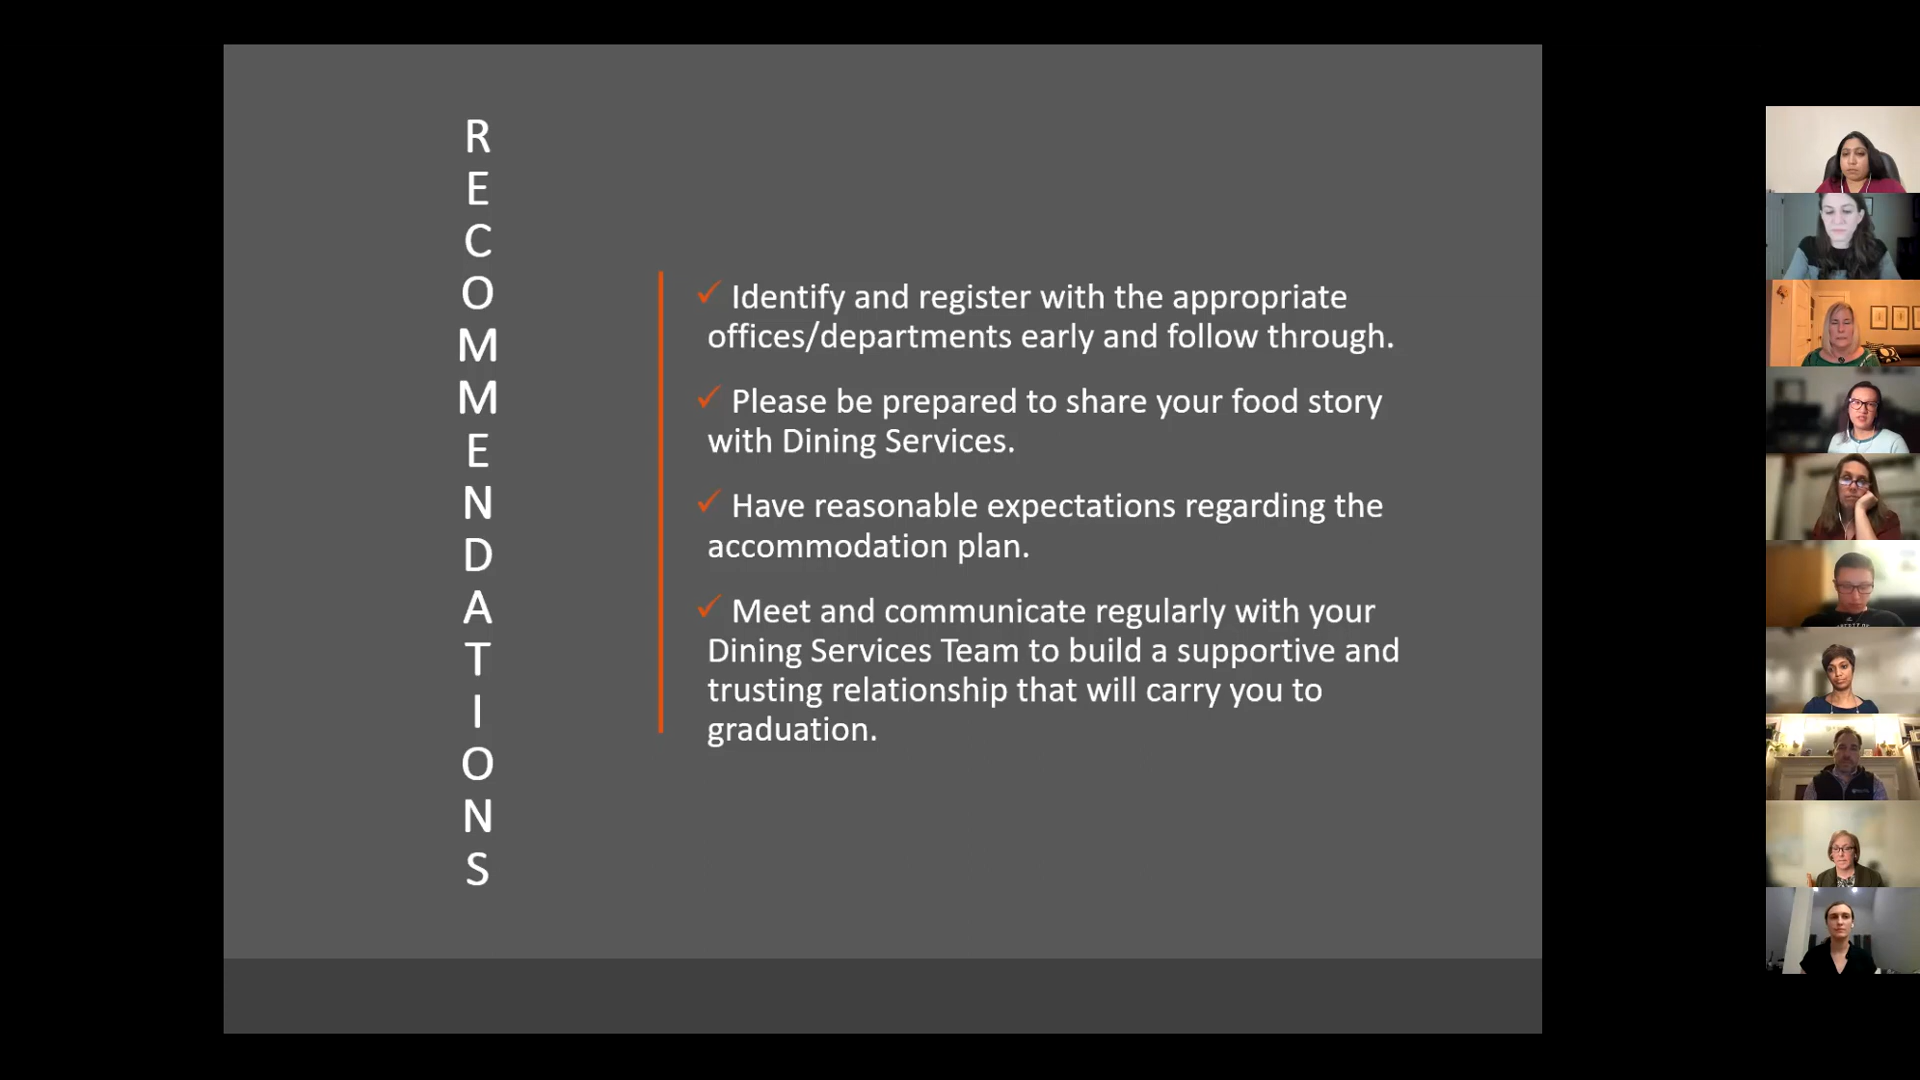 RECOMMENDATIONS
✓ Identify and register with the appropriate
offices/departments early and follow through.
✓ Please be prepared to share your food story
with Dining Services.
✓ Have reasonable expectations regarding the
accommodation plan.
✓ Meet and communicate regularly with your
Dining Services Team to build a supportive and
trusting relationship that will carry you to
graduation.